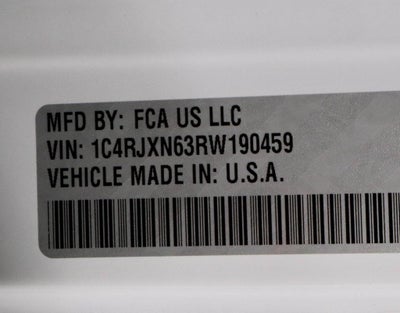 MFD BY: FCA US LLC
VIN: 1C4RJXN63RW190459
VEHICLE MADE IN: U.S.A.